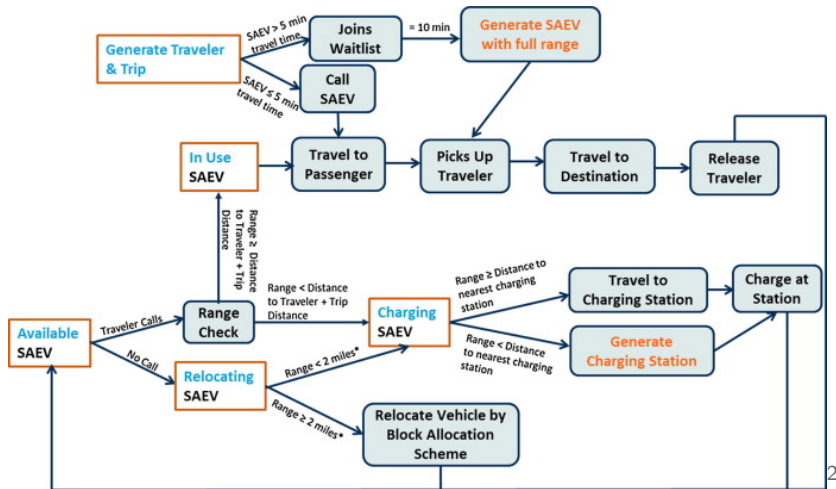 Generate Traveler
& Trip
SAEV > 5 min
travel time
Joins
Waitlist
= 10 min
Generate SAEV
with full range
SAEV ≤ 5 min
travel time
Call
SAEV
In Use
SAEV
Travel to
Passenger
Picks Up
Traveler
Travel to
Destination
Release
Traveler
Range ≥ Distance
to Traveler + Trip
Distance
Available
SAEV
Traveler Calls
No Call
Range
Check
Range < Distance
to Traveler + Trip
Distance
Charging
SAEV
Range ≥ Distance to
nearest charging
station
Travel to
Charging Station
Charge at
Station
Range < Distance
to nearest charging
station
Generate
Charging Station
Relocating
SAEV
Range < 2 miles*
Range ≥ 2 miles*
Relocate Vehicle by
Block Allocation
Scheme
2